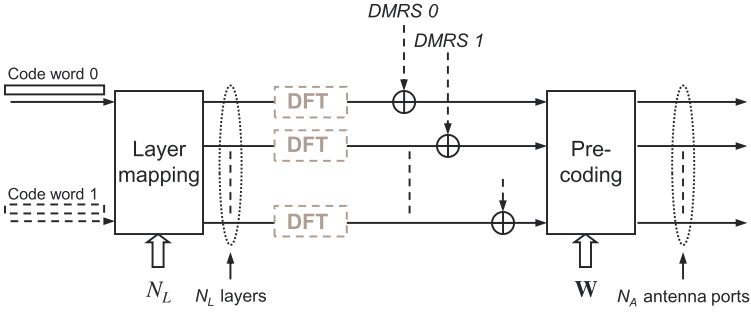 DMRS 0
DMRS 1
Code word 0
DFT
Layer
mapping
DFT
Pre-
coding
Code word 1
DFT
N_L
N_L layers
W
N_A antenna ports